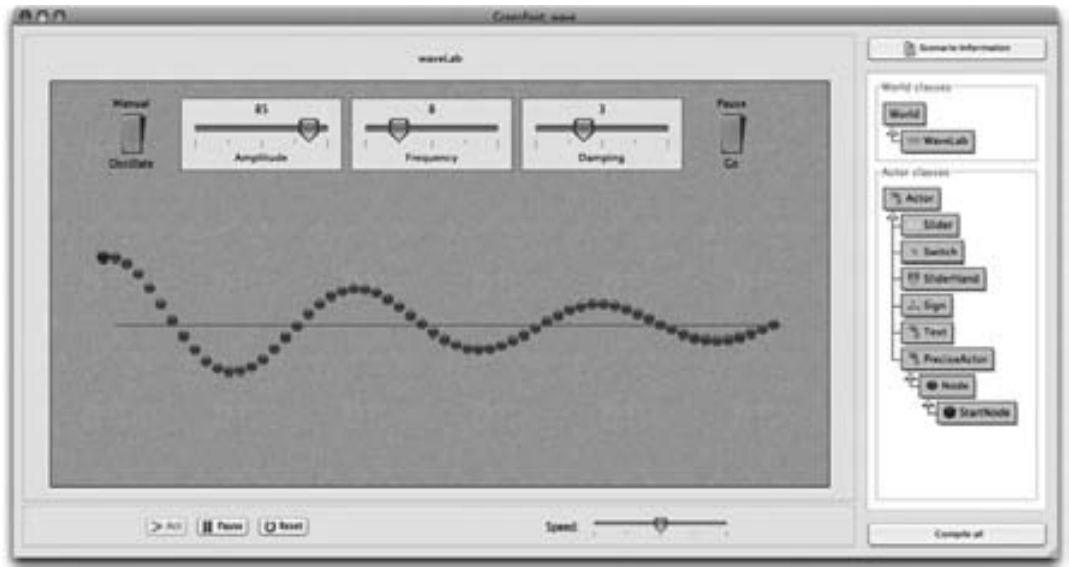 Greenfoot: wave
waveLab
Scenario Information
Manual
Oscillate
85
Amplitude
8
Frequency
3
Damping
Pause
Go
World classes
World
WaveLab
Actor classes
Actor
Slider
Switch
SliderHand
Sign
Text
PreciseActor
Node
StartNode
Act
Pause
Reset
Speed:
Compile all